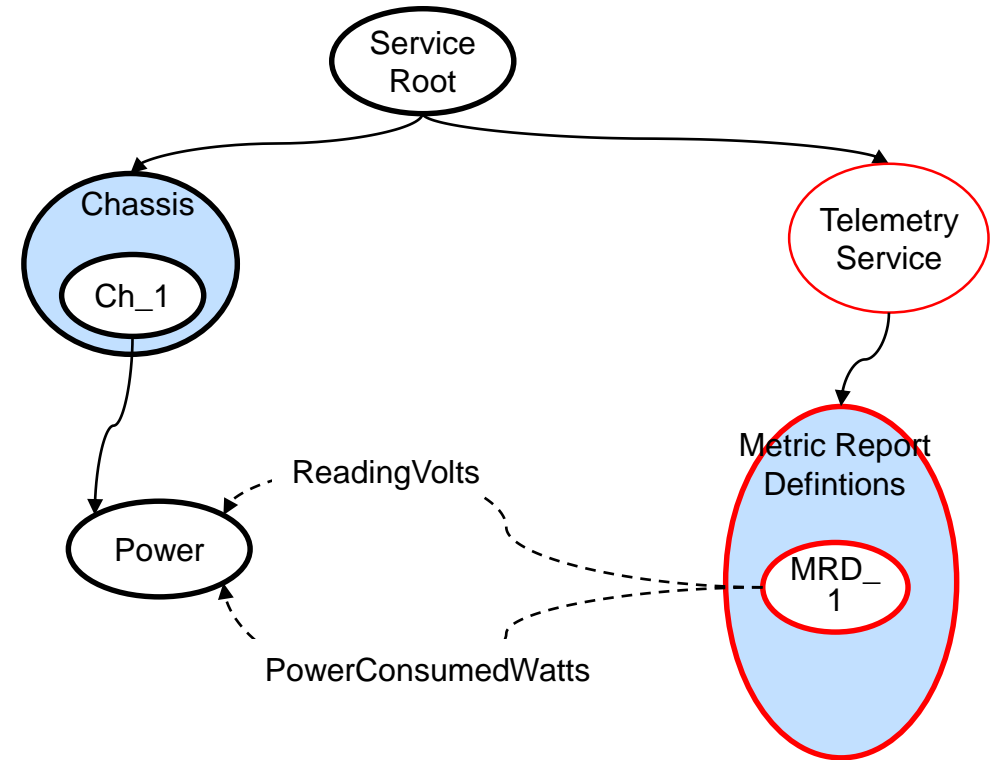 Service
Root
Chassis
Ch_1
Telemetry
Service
Metric Report
Defintions
ReadingVolts
Power
MRD_
1
PowerConsumedWatts